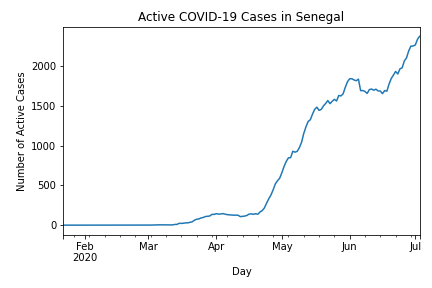 Active COVID-19 Cases in Senegal
Number of Active Cases
2000
1500
1000
500
0
Feb Mar Apr May Jun Jul
2020
Day